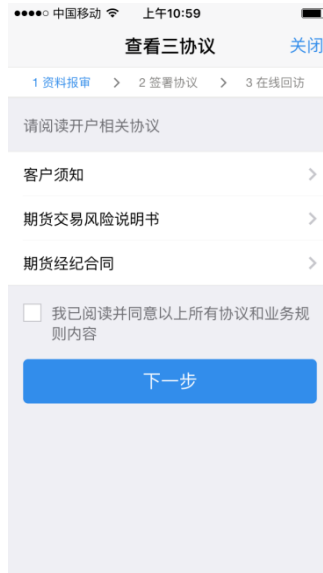 中国移动 上午10:59
查看三协议 关闭
1 资料报审 > 2 签署协议 > 3 在线回访
请阅读开户相关协议
客户须知
期货交易风险说明书
期货经纪合同
我已阅读并同意以上所有协议和业务规
则内容
下一步